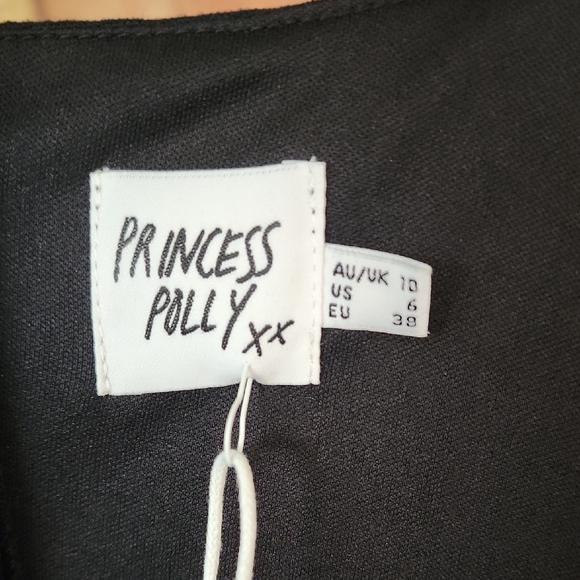 PRINCESS
POLLY
xx
AU/UK 10
US 6
EU 38